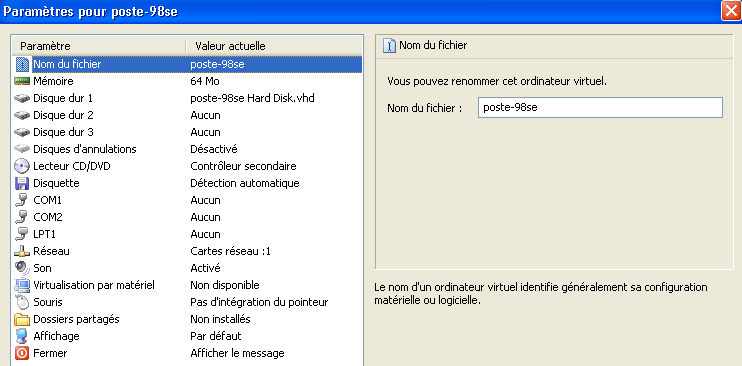 Paramètres pour poste-98se
Paramètre Valeur actuelle
Nom du fichier poste-98se
Mémoire 64 Mo
Disque dur 1 poste-98se Hard Disk.vhd
Disque dur 2 Aucun
Disque dur 3 Aucun
Disques d'annulations Désactivé
Lecteur CD/DVD Contrôleur secondaire
Disquette Détection automatique
COM1 Aucun
COM2 Aucun
LPT1 Aucun
Réseau Cartes réseau :1
Son Activé
Virtualisation par matériel Non disponible
Souris Pas d'intégration du pointeur
Dossiers partagés Non installés
Affichage Par défaut
Fermer Afficher le message
Nom du fichier
Vous pouvez renommer cet ordinateur virtuel.
Nom du fichier : poste-98se
Le nom d'un ordinateur virtuel identifie généralement sa configuration
matérielle ou logicielle.